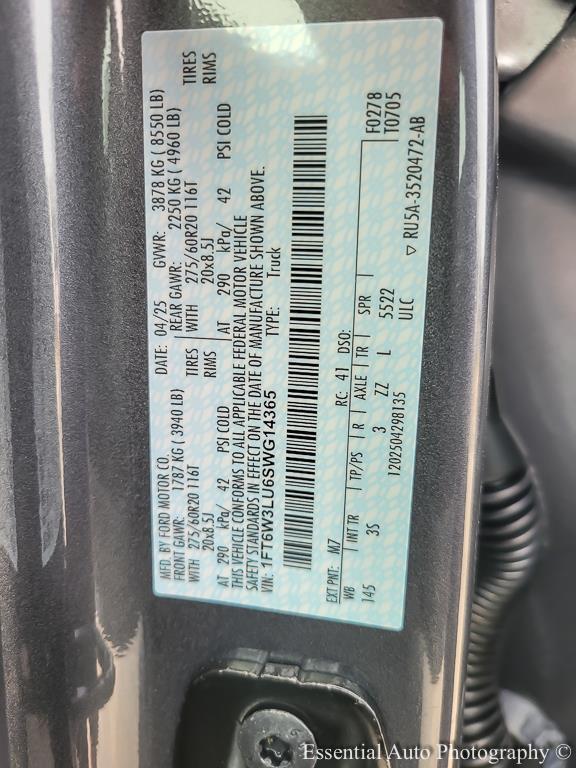 MFD. BY FORD MOTOR CO. DATE: 04/25 GVWR: 3878 KG ( 8550 LB)
FRONT GAWR: 1787 KG ( 3940 LB) REAR GAWR: 2250 KG ( 4960 LB)
WITH 275/60R20 116T TIRES WITH 275/60R20 116T TIRES
20x8.5J RIMS 20x8.5J RIMS
AT 290 kPa/ 42 PSI COLD AT 290 kPa/ 42 PSI COLD
THIS VEHICLE CONFORMS TO ALL APPLICABLE FEDERAL MOTOR VEHICLE
SAFETY STANDARDS IN EFFECT ON THE DATE OF MANUFACTURE SHOWN ABOVE.
VIN: 1FT6W3LU6SWG14365 TYPE: Truck
F0278
T0705
EXT PNT: M7 RC: 41 DSO:
WB INT TR TP/PS R AXLE TR SPR
145 3S 3 ZZ L 5522
ULC
1202504298135
▽ RU5A-3520472-AB
Essential Auto Photography ©